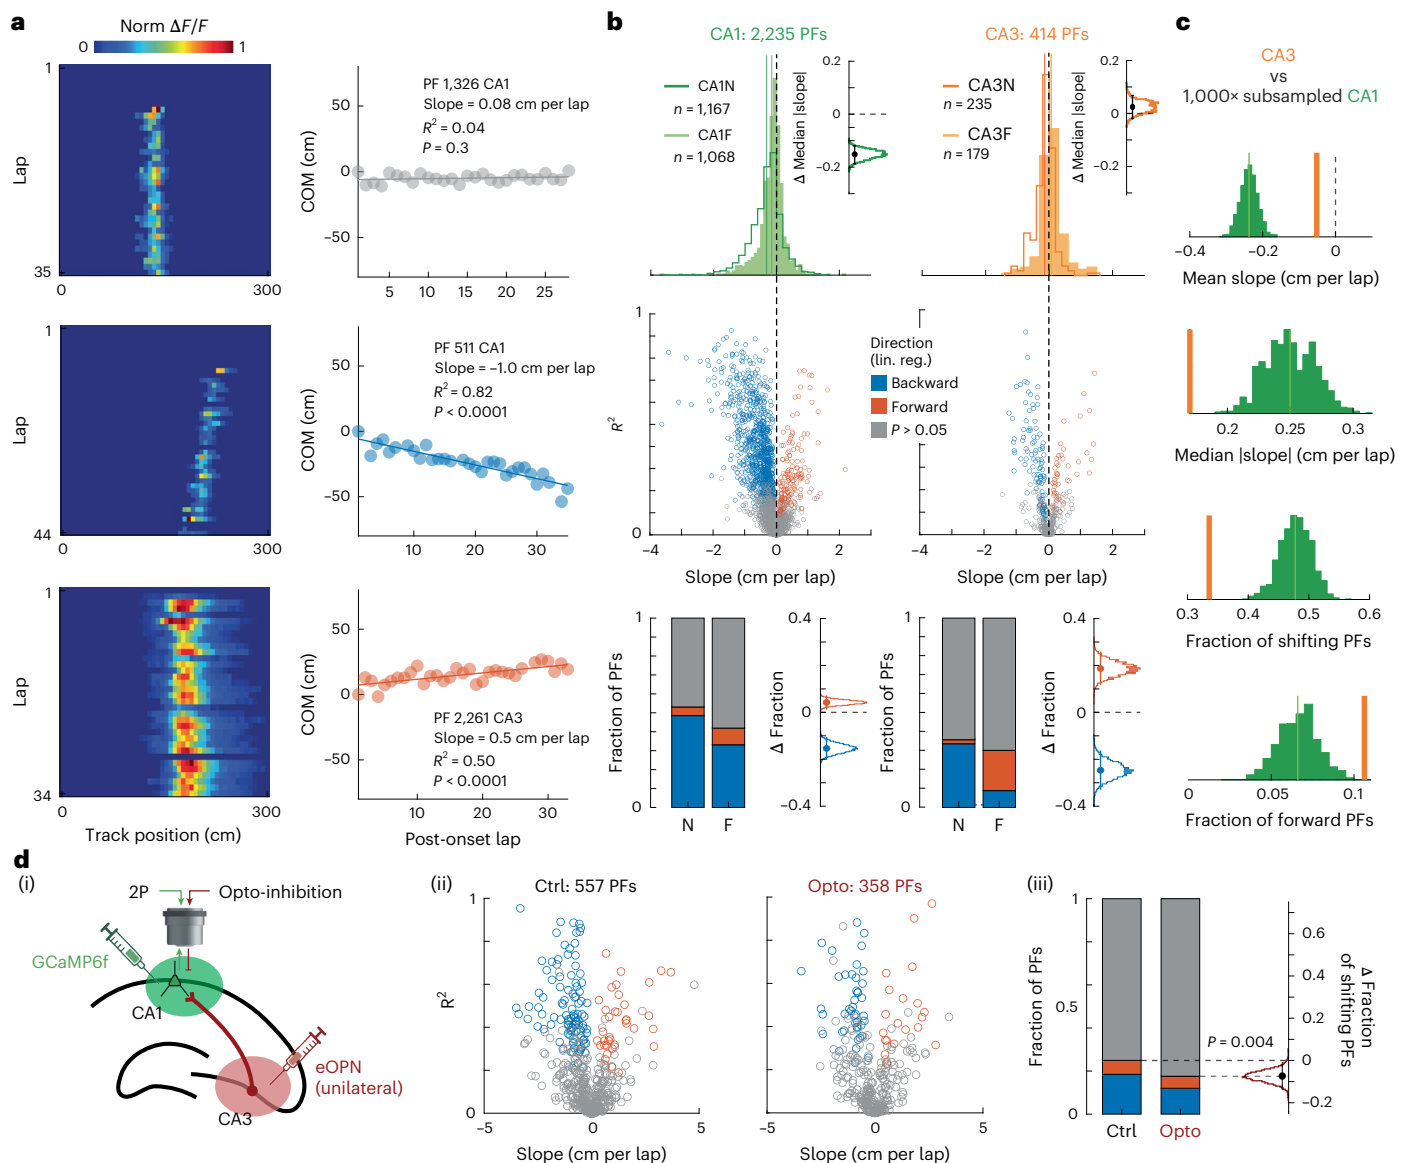 a
Norm ΔF/F
0
1
1
Lap
35
0
300
50
0
−50
COM (cm)
PF 1,326 CA1
Slope = 0.08 cm per lap
R² = 0.04
P = 0.3
5
10
15
20
25
1
Lap
44
0
300
50
0
−50
COM (cm)
PF 511 CA1
Slope = −1.0 cm per lap
R² = 0.82
P < 0.0001
10
20
30
1
Lap
34
0
300
Track position (cm)
50
0
−50
COM (cm)
PF 2,261 CA3
Slope = 0.5 cm per lap
R² = 0.50
P < 0.0001
10
20
30
Post-onset lap
b
CA1: 2,235 PFs
CA1N
n = 1,167
CA1F
n = 1,068
0.2
0
−0.2
Δ Median |slope|
CA3: 414 PFs
CA3N
n = 235
CA3F
n = 179
0.2
0
−0.2
Δ Median |slope|
1
R²
0
−4
−2
0
2
Slope (cm per lap)
Direction
(lin. reg.)
Backward
Forward
P > 0.05
−4
−2
0
2
Slope (cm per lap)
1
Fraction of PFs
0
N
F
0.4
0
−0.4
Δ Fraction
1
Fraction of PFs
0
N
F
0.4
0
−0.4
Δ Fraction
c
CA3
vs
1,000× subsampled CA1
−0.4
−0.2
0
Mean slope (cm per lap)
0.2
0.25
0.3
Median |slope| (cm per lap)
0.3
0.4
0.5
0.6
Fraction of shifting PFs
0
0.05
0.1
Fraction of forward PFs
d
(i)
2P
Opto-inhibition
GCaMP6f
CA1
eOPN
(unilateral)
CA3
(ii)
Ctrl: 557 PFs
1
R²
0
−5
0
5
Slope (cm per lap)
Opto: 358 PFs
−5
0
5
Slope (cm per lap)
(iii)
1
0.5
0
Fraction of PFs
Ctrl
Opto
P = 0.004
0.6
0.4
0.2
0
−0.2
Δ Fraction
of shifting PFs